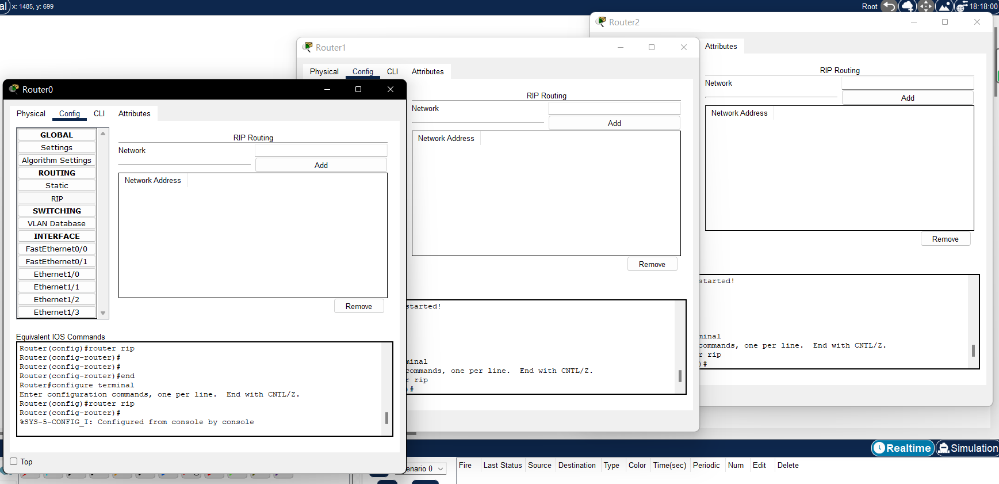 al
x: 1485, y: 699
Root
18:18:00
Router2
Attributes
RIP Routing
Network
Add
Network Address
Remove
started!
minal
commands, one per line.  End with CNTL/Z.
r rip
)#
Router1
Physical
Config
CLI
Attributes
RIP Routing
Network
Add
Network Address
Remove
started!
minal
commands, one per line.  End with CNTL/Z.
r rip
)#
Router0
Physical
Config
CLI
Attributes
GLOBAL
Settings
Algorithm Settings
ROUTING
Static
RIP
SWITCHING
VLAN Database
INTERFACE
FastEthernet0/0
FastEthernet0/1
Ethernet1/0
Ethernet1/1
Ethernet1/2
Ethernet1/3
RIP Routing
Network
Add
Network Address
Remove
Equivalent IOS Commands
Router(config)#router rip
Router(config-router)#
Router(config-router)#
Router(config-router)#end
Router#configure terminal
Enter configuration commands, one per line.  End with CNTL/Z.
Router(config)#router rip
Router(config-router)#
%SYS-5-CONFIG_I: Configured from console by console
Top
Realtime
Simulation
enario 0
Fire
Last Status
Source
Destination
Type
Color
Time(sec)
Periodic
Num
Edit
Delete